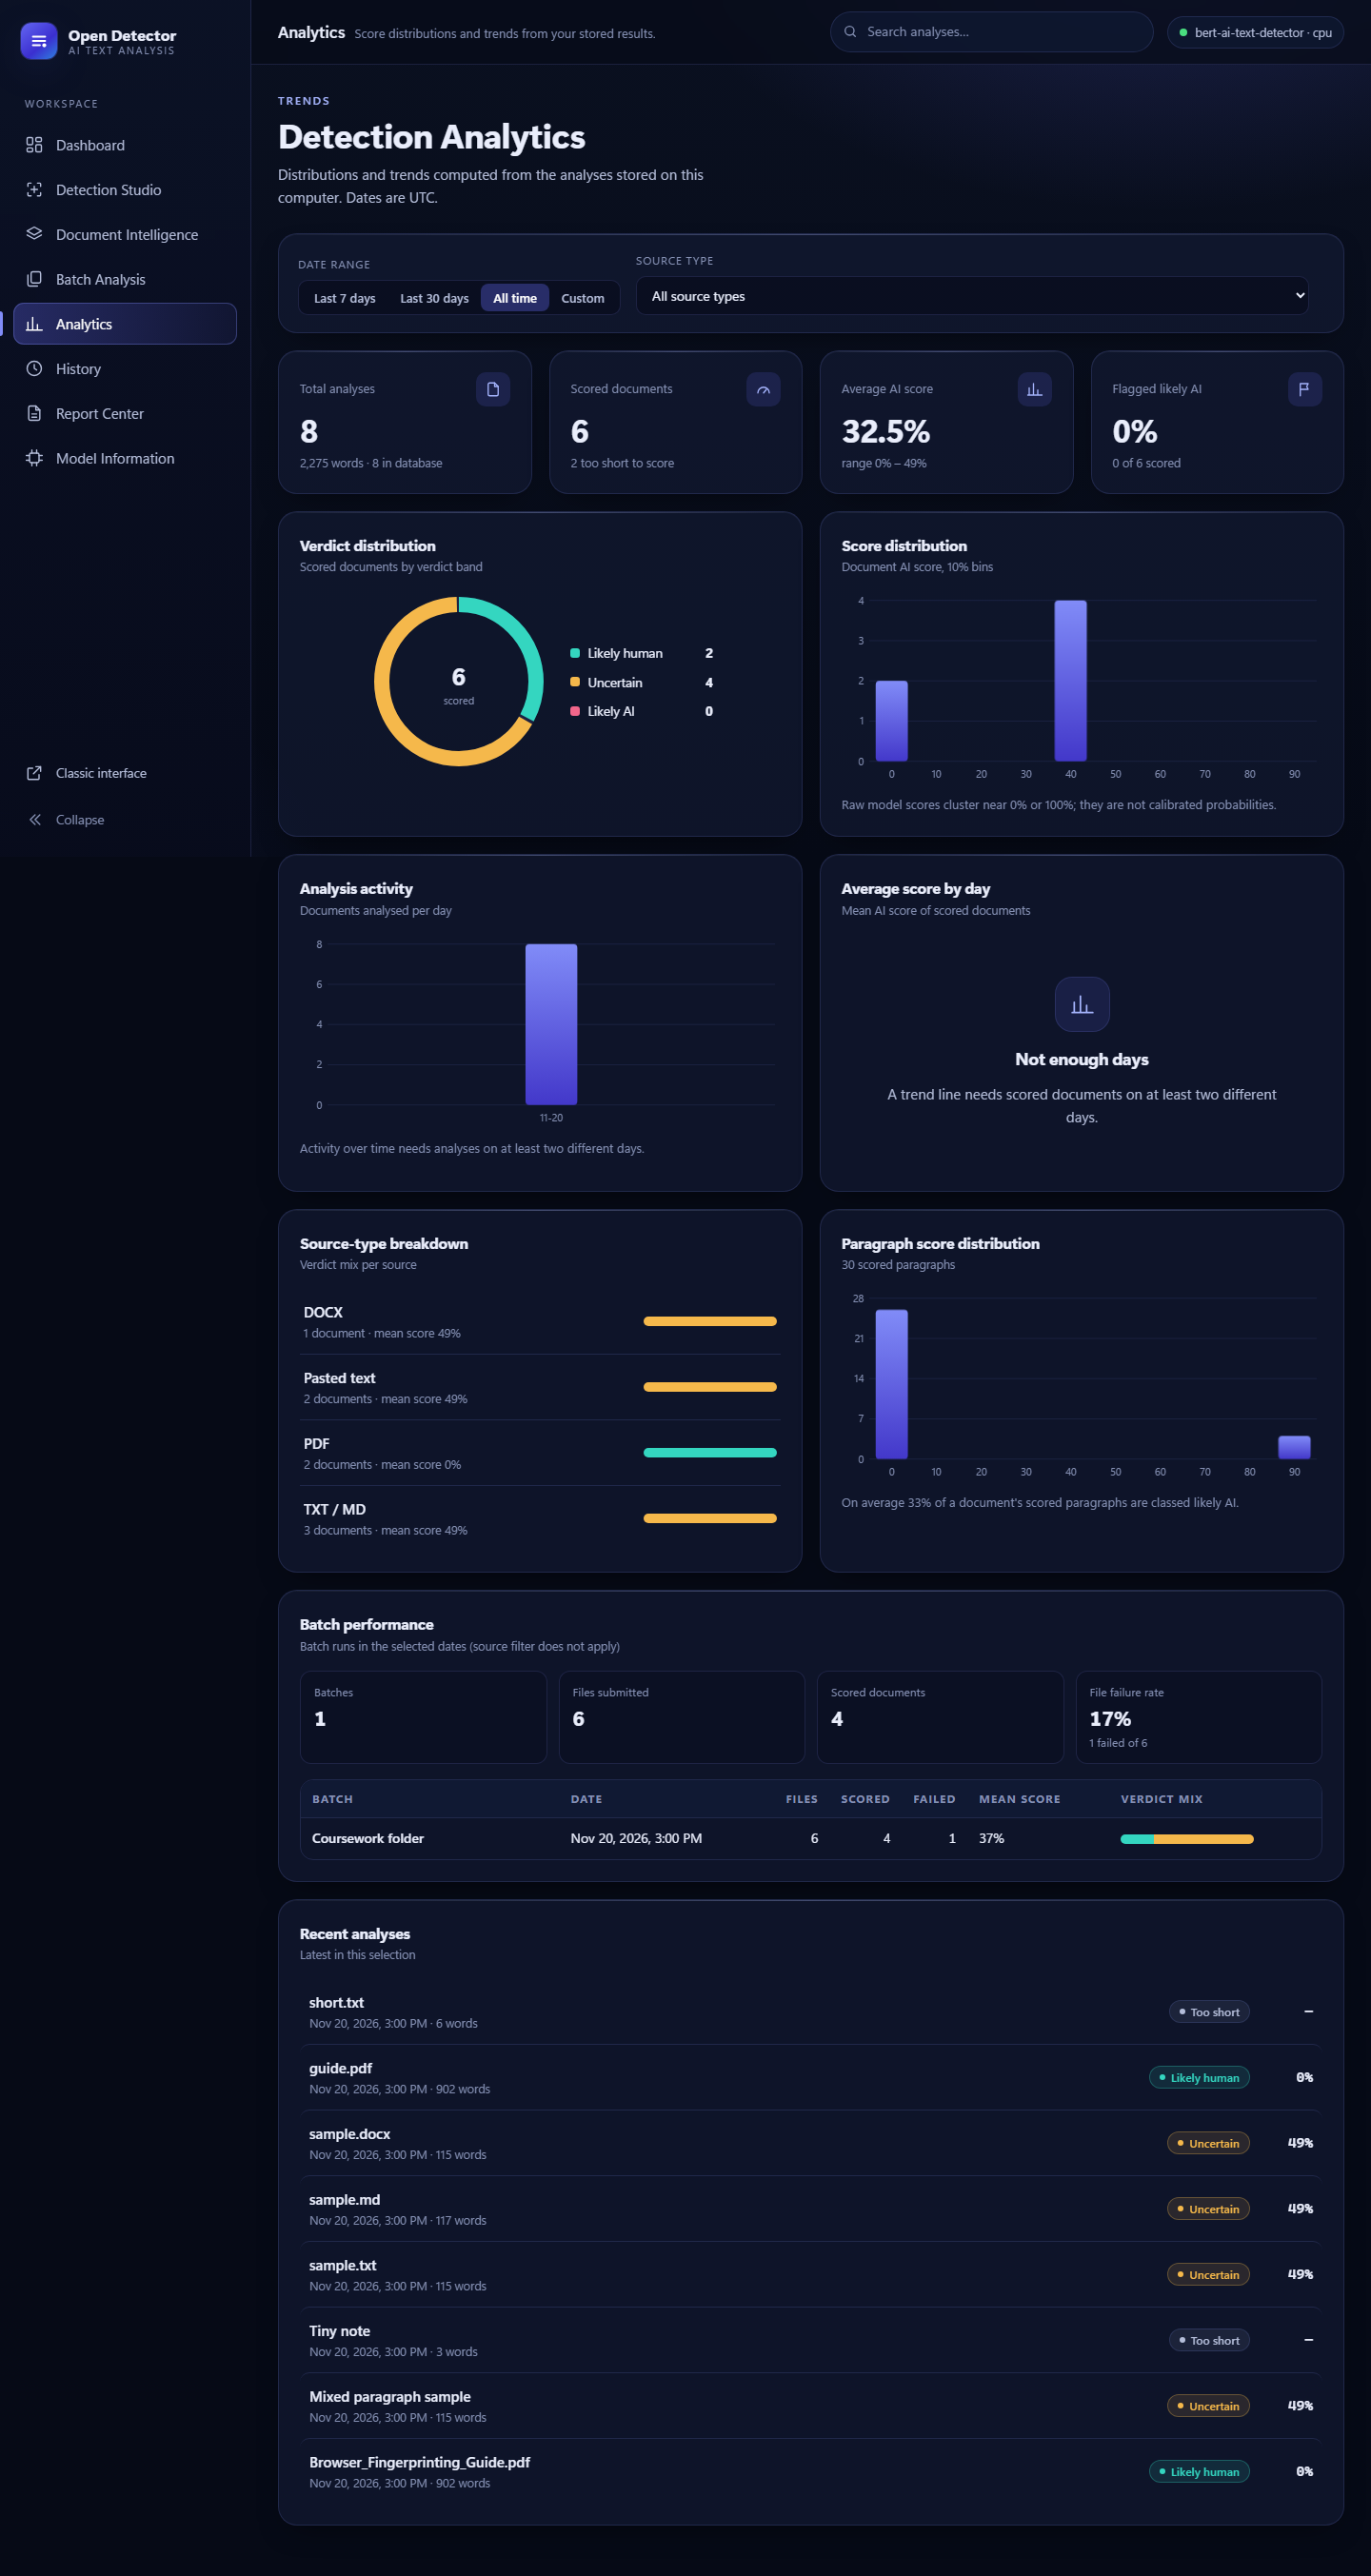 Open Detector
AI TEXT ANALYSIS
WORKSPACE
Dashboard
Detection Studio
Document Intelligence
Batch Analysis
Analytics
History
Report Center
Model Information
Classic interface
Collapse
Analytics Score distributions and trends from your stored results.
Search analyses...
bert-ai-text-detector · cpu
TRENDS
Detection Analytics
Distributions and trends computed from the analyses stored on this
computer. Dates are UTC.
DATE RANGE
Last 7 days Last 30 days All time Custom
SOURCE TYPE
All source types
Total analyses
8
2,275 words · 8 in database
Scored documents
6
2 too short to score
Average AI score
32.5%
range 0% – 49%
Flagged likely AI
0%
0 of 6 scored
Verdict distribution
Scored documents by verdict band
6
scored
Likely human 2
Uncertain 4
Likely AI 0
Score distribution
Document AI score, 10% bins
4
3
2
1
0
0 10 20 30 40 50 60 70 80 90
Raw model scores cluster near 0% or 100%; they are not calibrated probabilities.
Analysis activity
Documents analysed per day
8
6
4
2
0
11-20
Activity over time needs analyses on at least two different days.
Average score by day
Mean AI score of scored documents
Not enough days
A trend line needs scored documents on at least two different
days.
Source-type breakdown
Verdict mix per source
DOCX
1 document · mean score 49%
Pasted text
2 documents · mean score 49%
PDF
2 documents · mean score 0%
TXT / MD
3 documents · mean score 49%
Paragraph score distribution
30 scored paragraphs
28
21
14
7
0
0 10 20 30 40 50 60 70 80 90
On average 33% of a document's scored paragraphs are classed likely AI.
Batch performance
Batch runs in the selected dates (source filter does not apply)
Batches
1
Files submitted
6
Scored documents
4
File failure rate
17%
1 failed of 6
BATCH DATE FILES SCORED FAILED MEAN SCORE VERDICT MIX
Coursework folder Nov 20, 2026, 3:00 PM 6 4 1 37%
Recent analyses
Latest in this selection
short.txt
Nov 20, 2026, 3:00 PM · 6 words
Too short –
guide.pdf
Nov 20, 2026, 3:00 PM · 902 words
Likely human 0%
sample.docx
Nov 20, 2026, 3:00 PM · 115 words
Uncertain 49%
sample.md
Nov 20, 2026, 3:00 PM · 117 words
Uncertain 49%
sample.txt
Nov 20, 2026, 3:00 PM · 115 words
Uncertain 49%
Tiny note
Nov 20, 2026, 3:00 PM · 3 words
Too short –
Mixed paragraph sample
Nov 20, 2026, 3:00 PM · 115 words
Uncertain 49%
Browser_Fingerprinting_Guide.pdf
Nov 20, 2026, 3:00 PM · 902 words
Likely human 0%